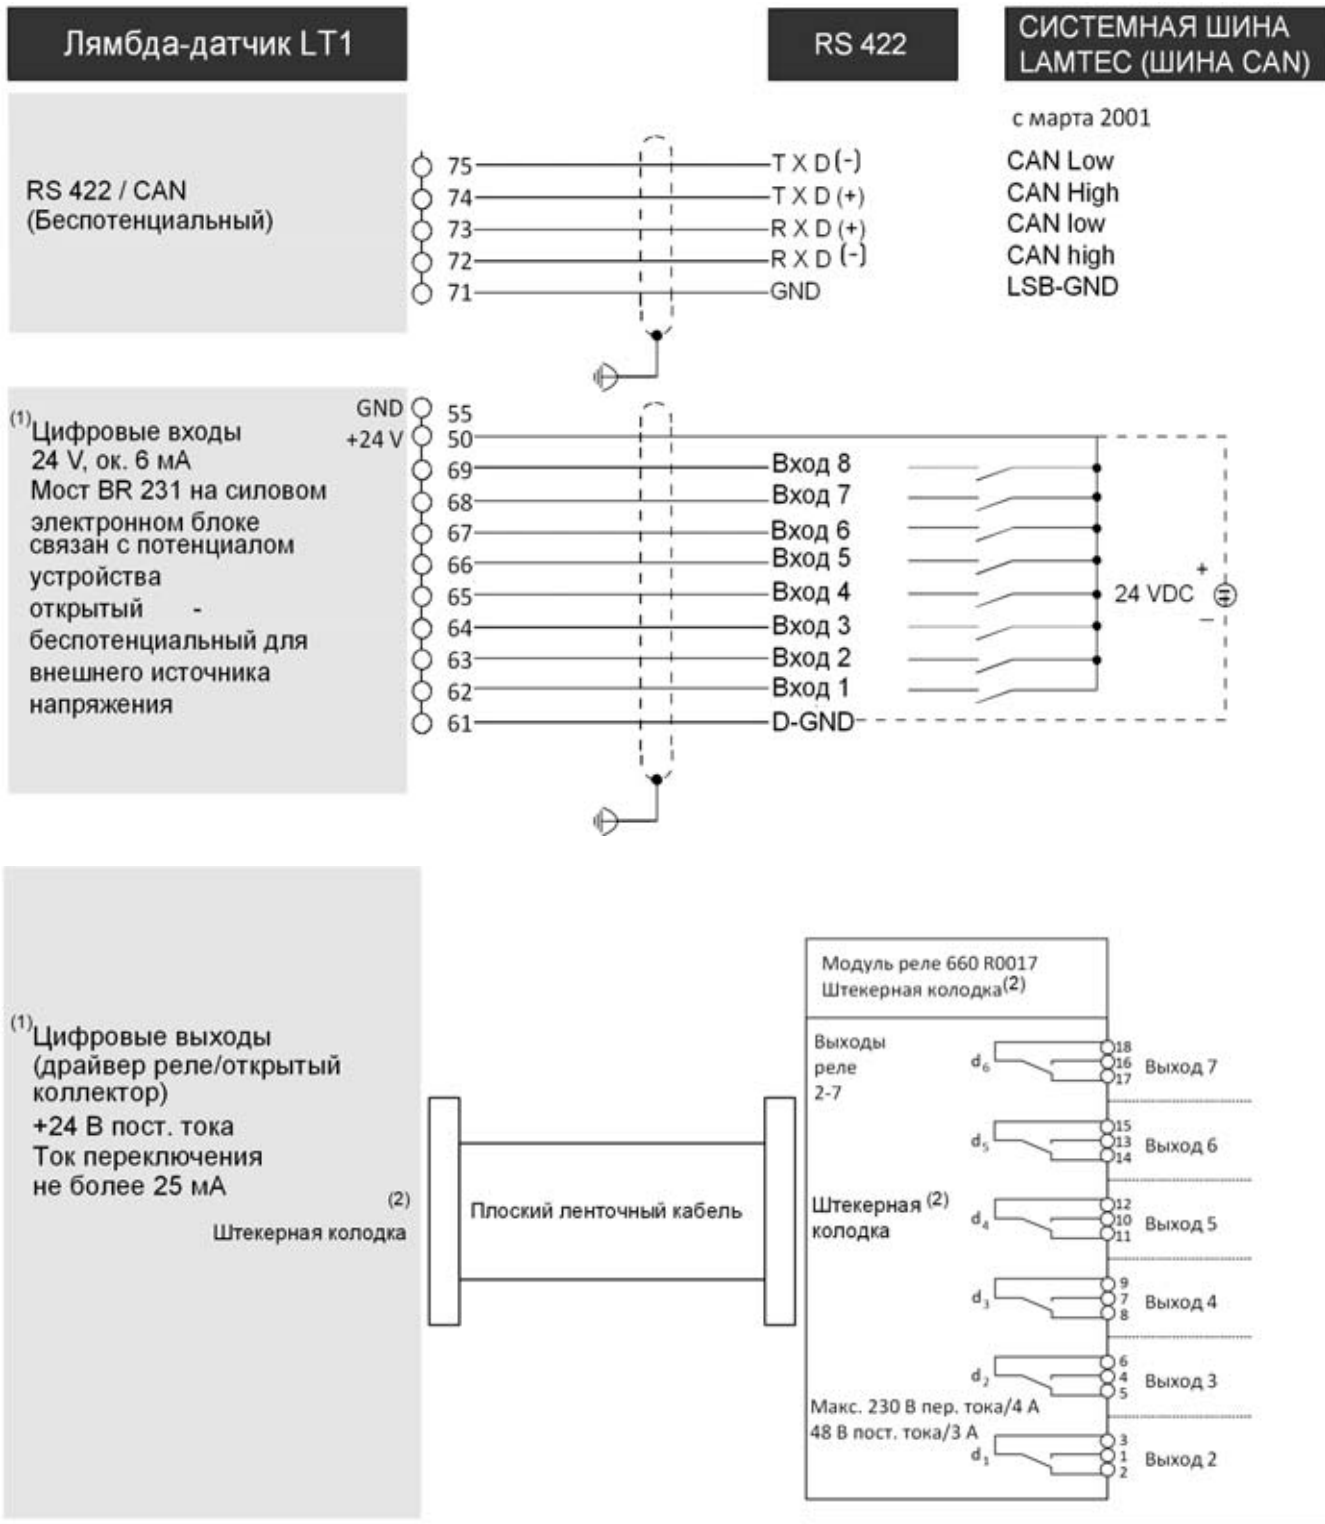 Лямбда-датчик LT1
RS 422
СИСТЕМНАЯ ШИНА
LAMTEC (ШИНА CAN)
с марта 2001
RS 422 / CAN
(Беспотенциальный)
75 T X D (-) CAN Low
74 T X D (+) CAN High
73 R X D (+) CAN low
72 R X D (-) CAN high
71 GND LSB-GND
(1) Цифровые входы
24 V, ок. 6 мА
Мост BR 231 на силовом
электронном блоке
связан с потенциалом
устройства
открытый -
беспотенциальный для
внешнего источника
напряжения
GND 55
+24 V 50
69 Вход 8
68 Вход 7
67 Вход 6
66 Вход 5
65 Вход 4
64 Вход 3
63 Вход 2
62 Вход 1
61 D-GND
+
24 VDC
–
(1) Цифровые выходы
(драйвер реле/открытый
коллектор)
+24 В пост. тока
Ток переключения
не более 25 мА
(2)
Штекерная колодка
Плоский ленточный кабель
Модуль реле 660 R0017
Штекерная колодка(2)
Выходы
реле
2-7
Штекерная (2)
колодка
Макс. 230 В пер. тока/4 А
48 В пост. тока/3 А
d6 18 16 17 Выход 7
d5 15 13 14 Выход 6
d4 12 10 11 Выход 5
d3 9 7 8 Выход 4
d2 6 4 5 Выход 3
d1 3 1 2 Выход 2